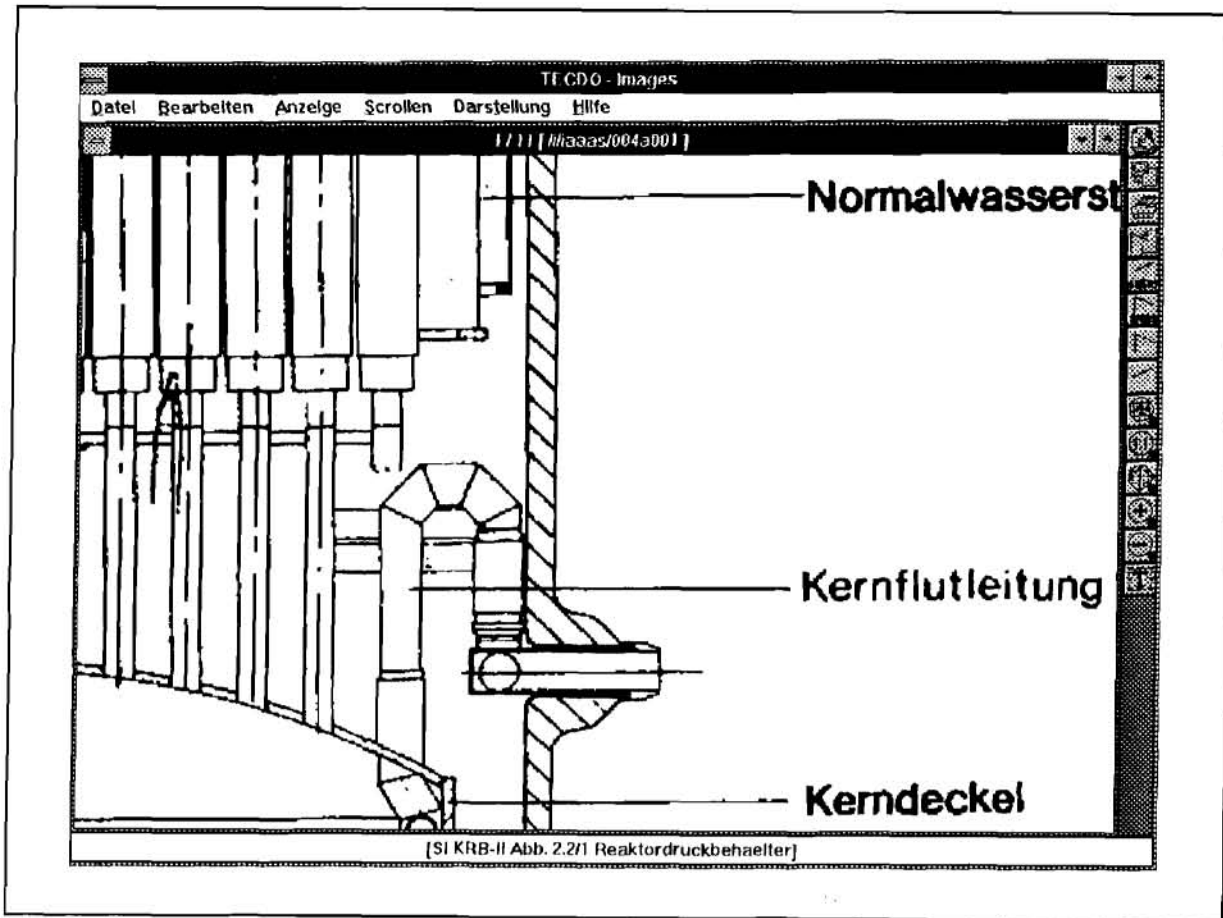 TECDO - Images
Datei Bearbeiten Anzeige Scrollen Darstellung Hilfe
Normalwasserst
Kernflutleitung
Kerndeckel
[SI KRB-II Abb. 2.2/1 Reaktordruckbehaelter]